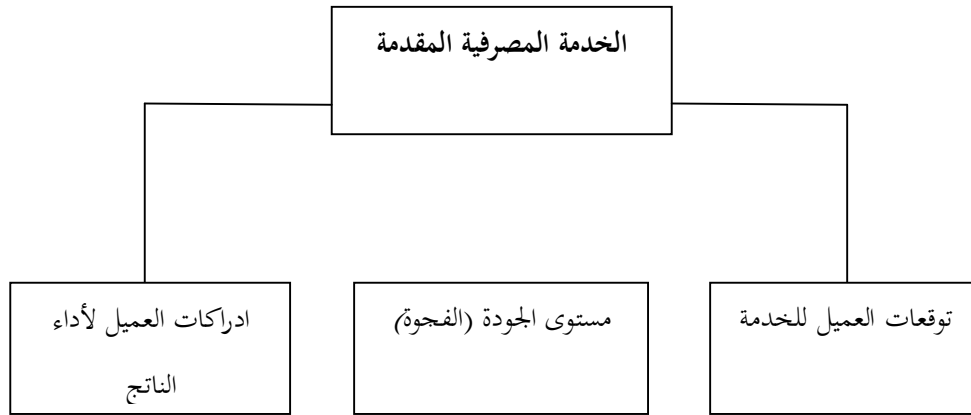 الخدمة المصرفية المقدمة
توقعات العميل للخدمة
مستوى الجودة (الفجوة)
ادراكات العميل لأداء
الناتج